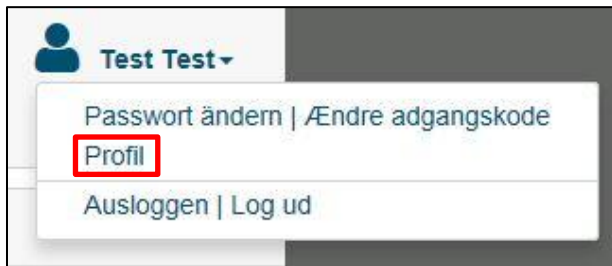 Test Test
Passwort ändern | Ændre adgangskode
Profil
Ausloggen | Log ud